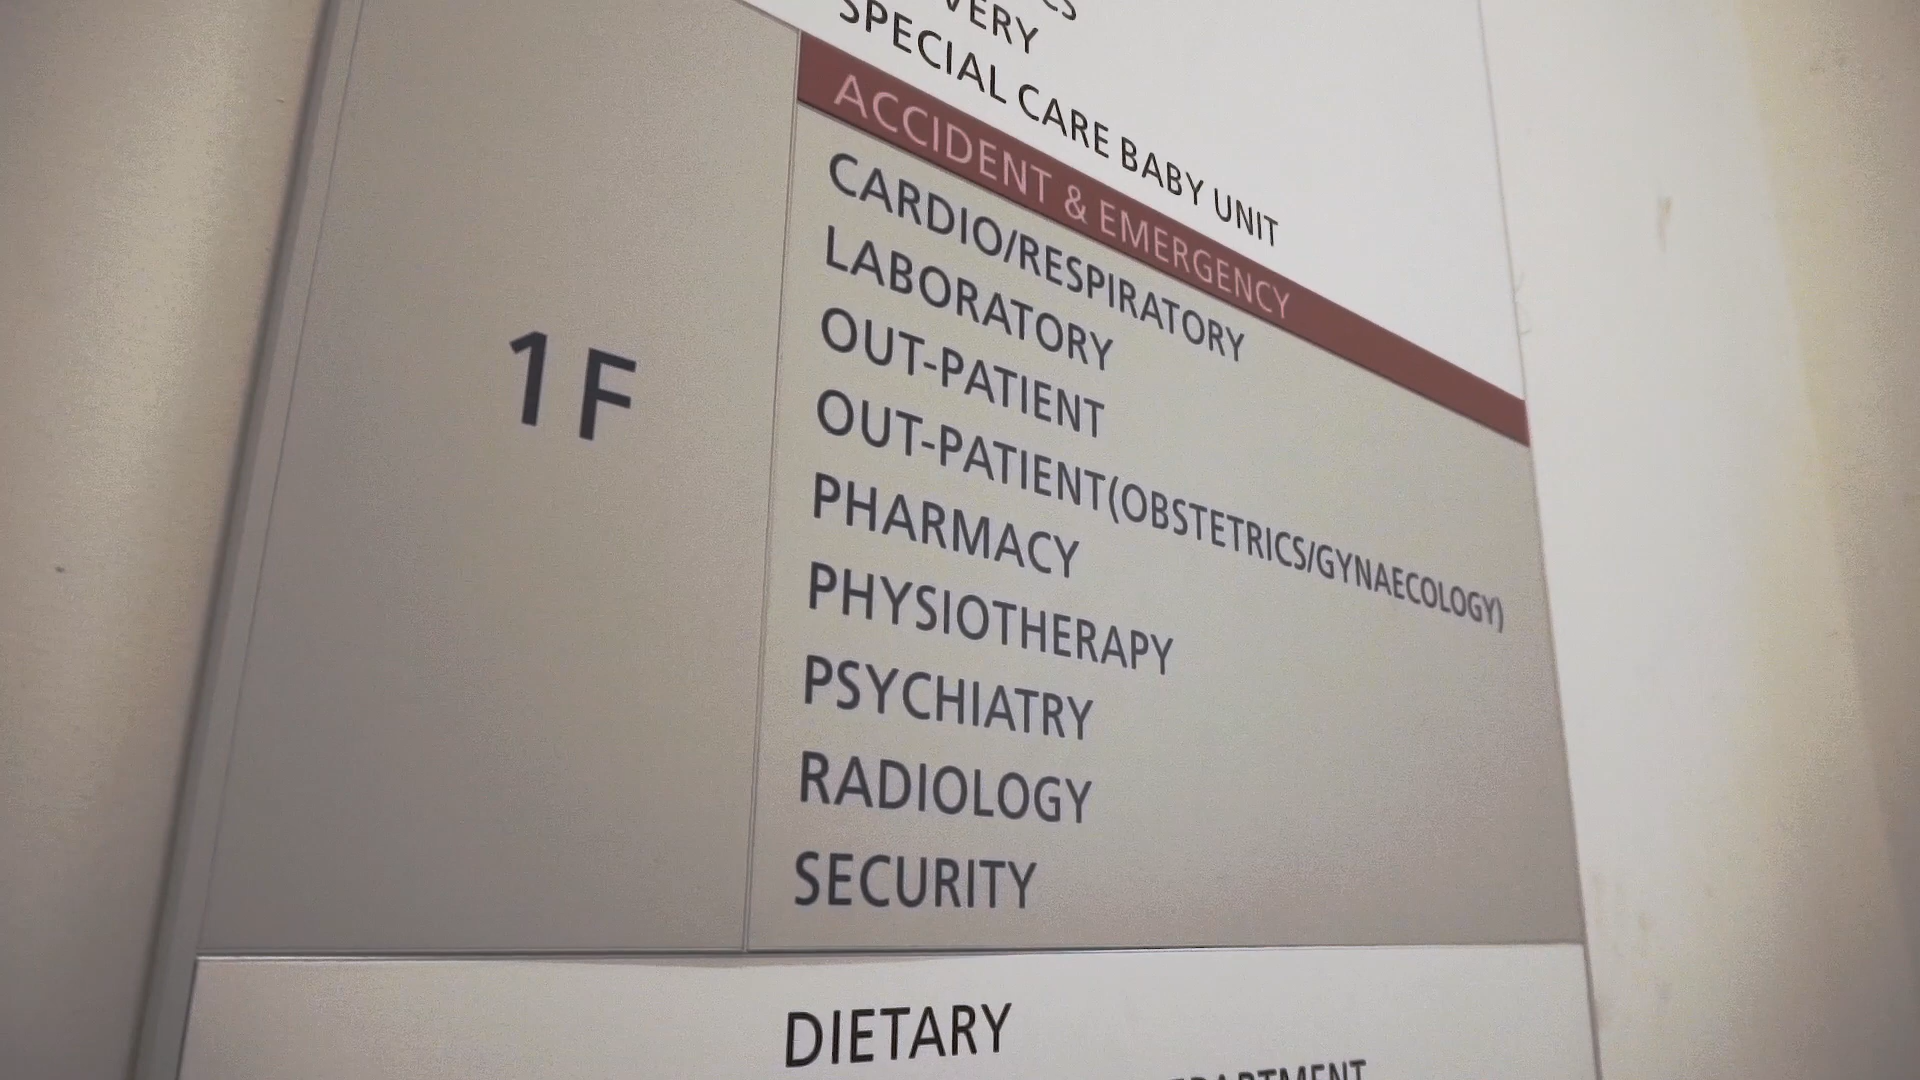 SPECIAL CARE BABY UNIT
ACCIDENT & EMERGENCY
CARDIO/RESPIRATORY
LABORATORY
OUT-PATIENT
1F
OUT-PATIENT(OBSTETRICS/GYNAECOLOGY)
PHARMACY
PHYSIOTHERAPY
PSYCHIATRY
RADIOLOGY
SECURITY
DIETARY